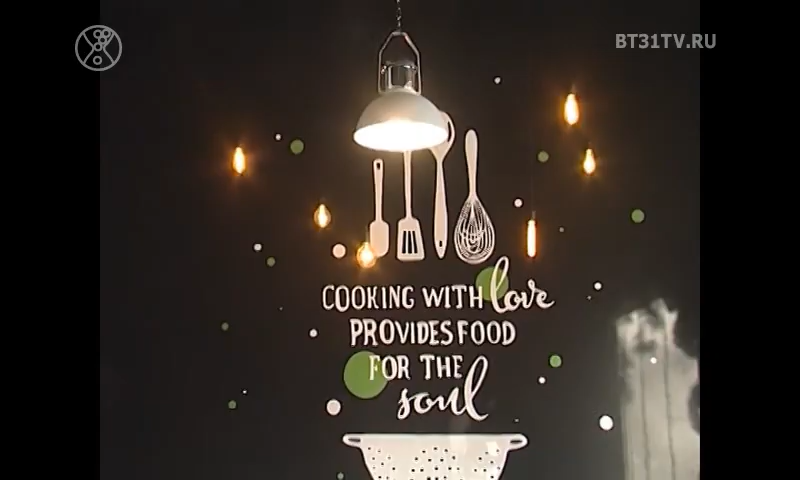 BT31TV.RU
COOKING WITH love
PROVIDES FOOD
FOR THE
soul